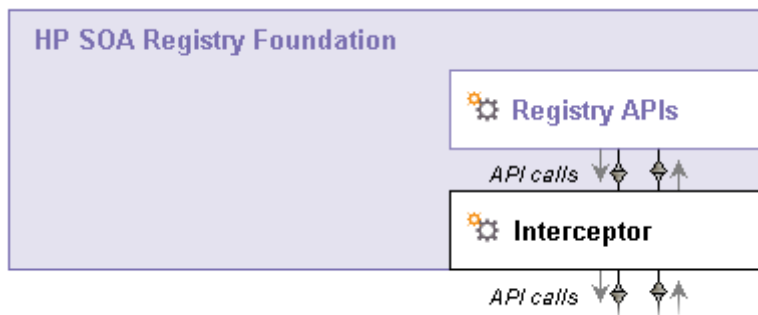 HP SOA Registry Foundation
Registry APIs
API calls
Interceptor
API calls